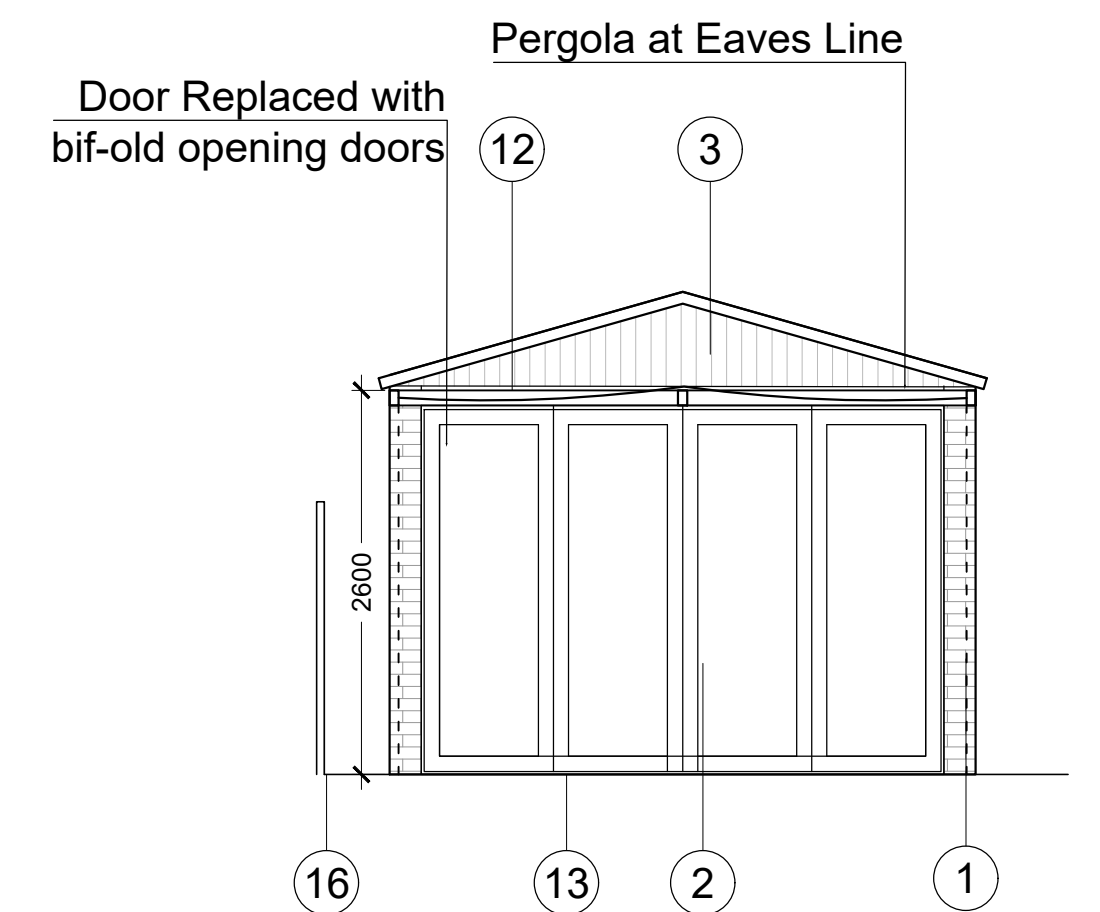 Pergola at Eaves Line
Door Replaced with
bif-old opening doors
12
3
2600
16
13
2
1